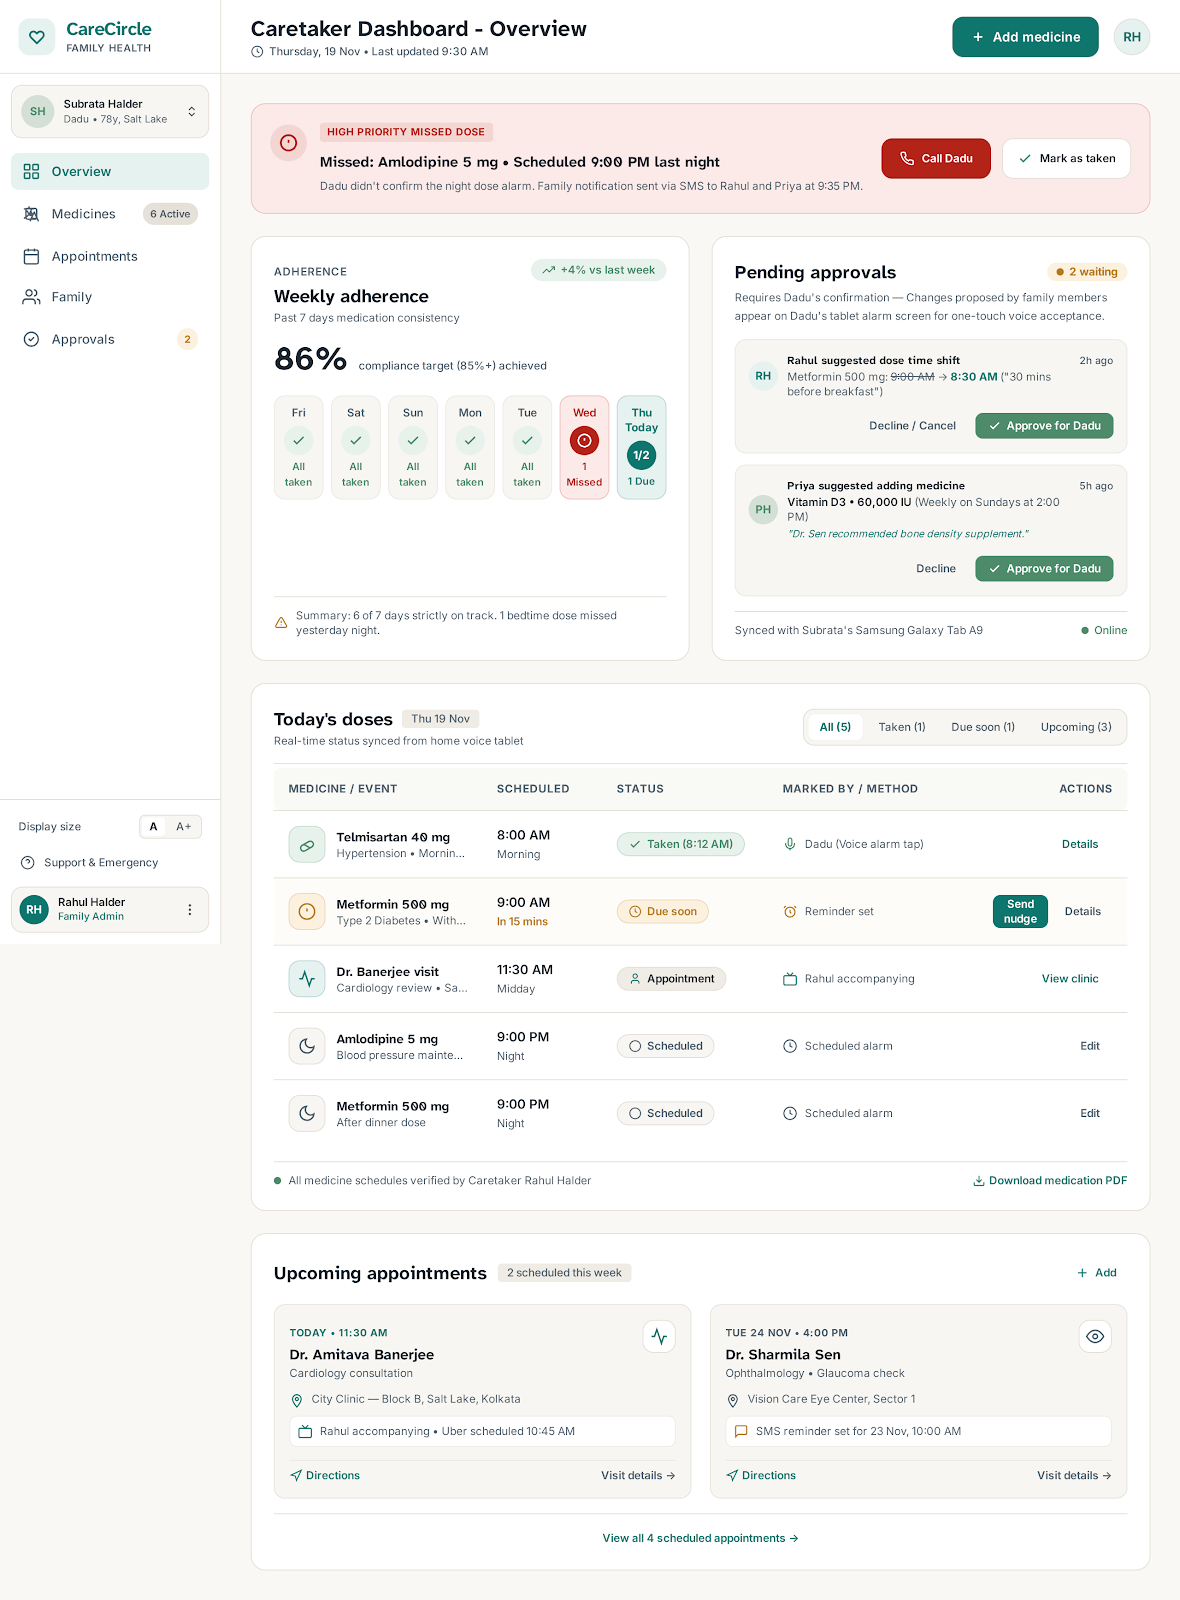 CareCircle
FAMILY HEALTH
SH
Subrata Halder
Dadu • 78y, Salt Lake
Overview
Medicines
6 Active
Appointments
Family
Approvals
2
Display size
A
A+
Support & Emergency
RH
Rahul Halder
Family Admin
Caretaker Dashboard - Overview
Thursday, 19 Nov • Last updated 9:30 AM
+ Add medicine
RH
HIGH PRIORITY MISSED DOSE
Missed: Amlodipine 5 mg • Scheduled 9:00 PM last night
Dadu didn't confirm the night dose alarm. Family notification sent via SMS to Rahul and Priya at 9:35 PM.
Call Dadu
Mark as taken
ADHERENCE
+4% vs last week
Weekly adherence
Past 7 days medication consistency
86%
compliance target (85%+) achieved
Fri
All
taken
Sat
All
taken
Sun
All
taken
Mon
All
taken
Tue
All
taken
Wed
1
Missed
Thu
Today
1/2
1 Due
Summary: 6 of 7 days strictly on track. 1 bedtime dose missed
yesterday night.
Pending approvals
2 waiting
Requires Dadu's confirmation — Changes proposed by family members
appear on Dadu's tablet alarm screen for one-touch voice acceptance.
RH
Rahul suggested dose time shift
2h ago
Metformin 500 mg: 9:00 AM → 8:30 AM ("30 mins
before breakfast")
Decline / Cancel
Approve for Dadu
PH
Priya suggested adding medicine
5h ago
Vitamin D3 • 60,000 IU (Weekly on Sundays at 2:00
PM)
"Dr. Sen recommended bone density supplement."
Decline
Approve for Dadu
Synced with Subrata's Samsung Galaxy Tab A9
Online
Today's doses
Thu 19 Nov
Real-time status synced from home voice tablet
All (5)
Taken (1)
Due soon (1)
Upcoming (3)
MEDICINE / EVENT
SCHEDULED
STATUS
MARKED BY / METHOD
ACTIONS
Telmisartan 40 mg
Hypertension • Mornin...
8:00 AM
Morning
Taken (8:12 AM)
Dadu (Voice alarm tap)
Details
Metformin 500 mg
Type 2 Diabetes • With...
9:00 AM
In 15 mins
Due soon
Reminder set
Send
nudge
Details
Dr. Banerjee visit
Cardiology review • Sa...
11:30 AM
Midday
Appointment
Rahul accompanying
View clinic
Amlodipine 5 mg
Blood pressure mainte...
9:00 PM
Night
Scheduled
Scheduled alarm
Edit
Metformin 500 mg
After dinner dose
9:00 PM
Night
Scheduled
Scheduled alarm
Edit
All medicine schedules verified by Caretaker Rahul Halder
Download medication PDF
Upcoming appointments
2 scheduled this week
+ Add
TODAY • 11:30 AM
Dr. Amitava Banerjee
Cardiology consultation
City Clinic — Block B, Salt Lake, Kolkata
Rahul accompanying • Uber scheduled 10:45 AM
Directions
Visit details →
TUE 24 NOV • 4:00 PM
Dr. Sharmila Sen
Ophthalmology • Glaucoma check
Vision Care Eye Center, Sector 1
SMS reminder set for 23 Nov, 10:00 AM
Directions
Visit details →
View all 4 scheduled appointments →